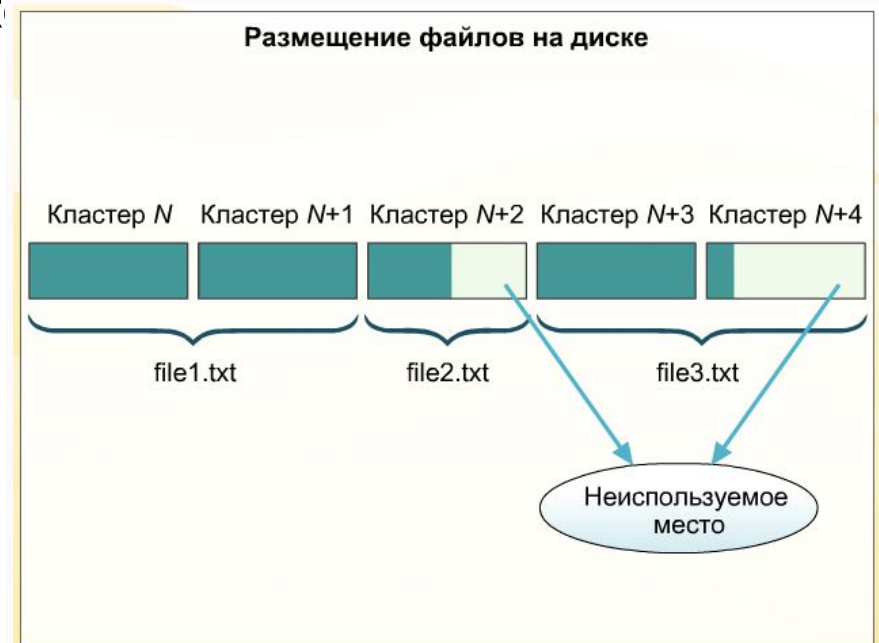 Размещение файлов на диске
Кластер N Кластер N+1 Кластер N+2 Кластер N+3 Кластер N+4
file1.txt file2.txt file3.txt
Неиспользуемое
место